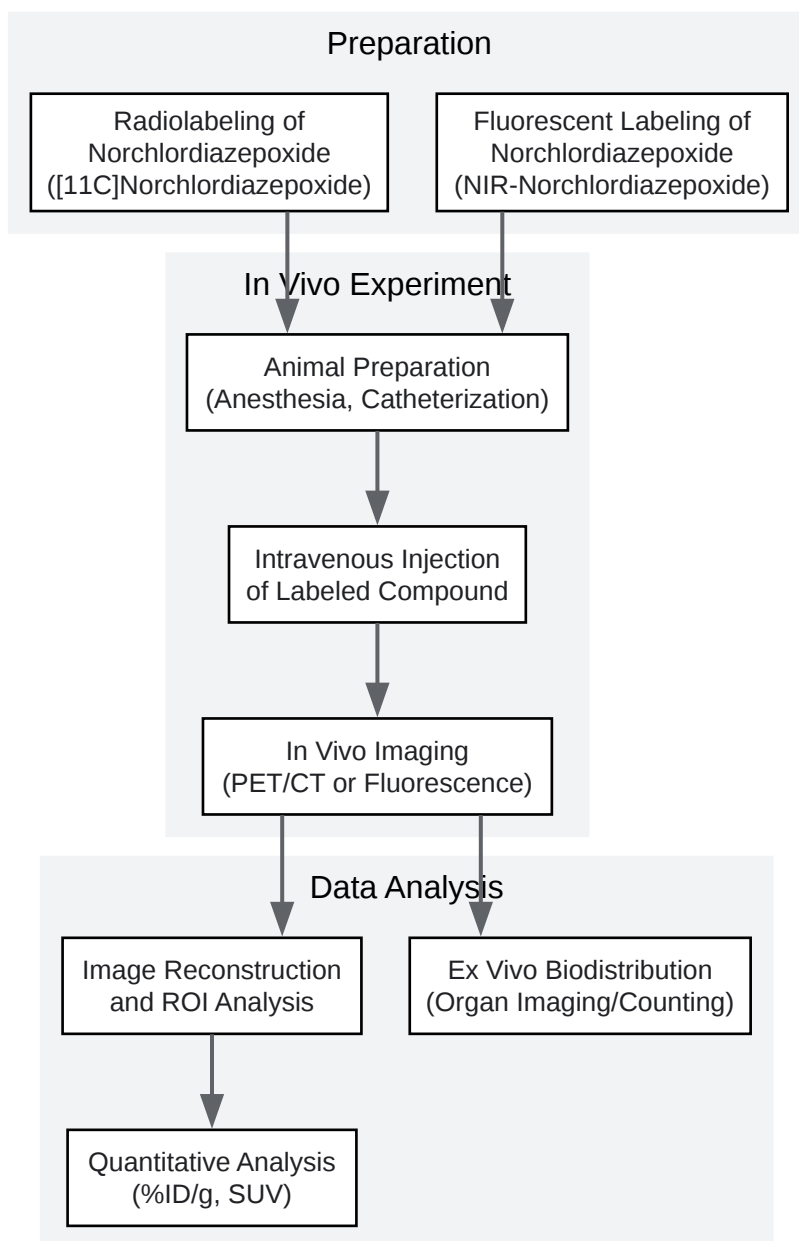 Preparation
Radiolabeling of
Norchlordiazepoxide
([11C]Norchlordiazepoxide)
Fluorescent Labeling of
Norchlordiazepoxide
(NIR-Norchlordiazepoxide)
In Vivo Experiment
Animal Preparation
(Anesthesia, Catheterization)
Intravenous Injection
of Labeled Compound
In Vivo Imaging
(PET/CT or Fluorescence)
Data Analysis
Image Reconstruction
and ROI Analysis
Ex Vivo Biodistribution
(Organ Imaging/Counting)
Quantitative Analysis
(%ID/g, SUV)